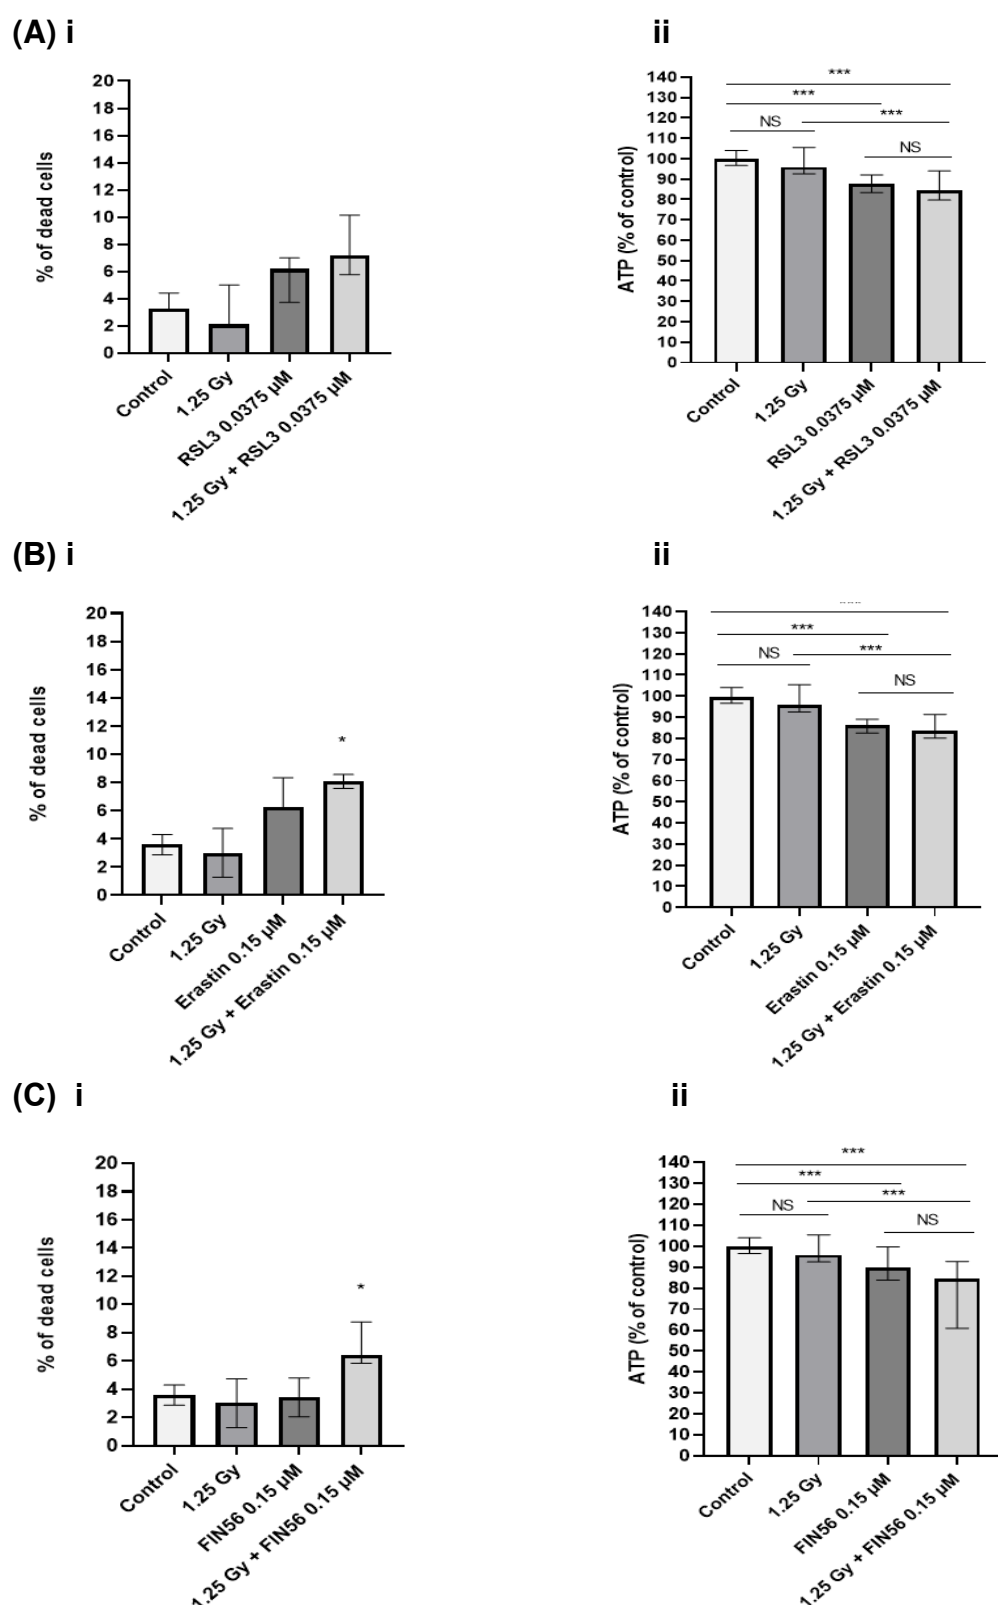 (A) i
ii
% of dead cells
20
18
16
14
12
10
8
6
4
2
0
Control
1.25 Gy
RSL3 0.0375 µM
1.25 Gy + RSL3 0.0375 µM
ATP (% of control)
140
130
120
110
100
90
80
70
60
50
40
30
20
10
0
***
***
***
NS
NS
Control
1.25 Gy
RSL3 0.0375 µM
1.25 Gy + RSL3 0.0375 µM
(B) i
ii
% of dead cells
20
18
16
14
12
10
8
6
4
2
0
*
Control
1.25 Gy
Erastin 0.15 µM
1.25 Gy + Erastin 0.15 µM
ATP (% of control)
140
130
120
110
100
90
80
70
60
50
40
30
20
10
0
***
***
NS
NS
Control
1.25 Gy
Erastin 0.15 µM
1.25 Gy + Erastin 0.15 µM
(C) i
ii
% of dead cells
20
18
16
14
12
10
8
6
4
2
0
*
Control
1.25 Gy
FIN56 0.15 µM
1.25 Gy + FIN56 0.15 µM
ATP (% of control)
140
130
120
110
100
90
80
70
60
50
40
30
20
10
0
***
***
***
NS
NS
Control
1.25 Gy
FIN56 0.15 µM
1.25 Gy + FIN56 0.15 µM